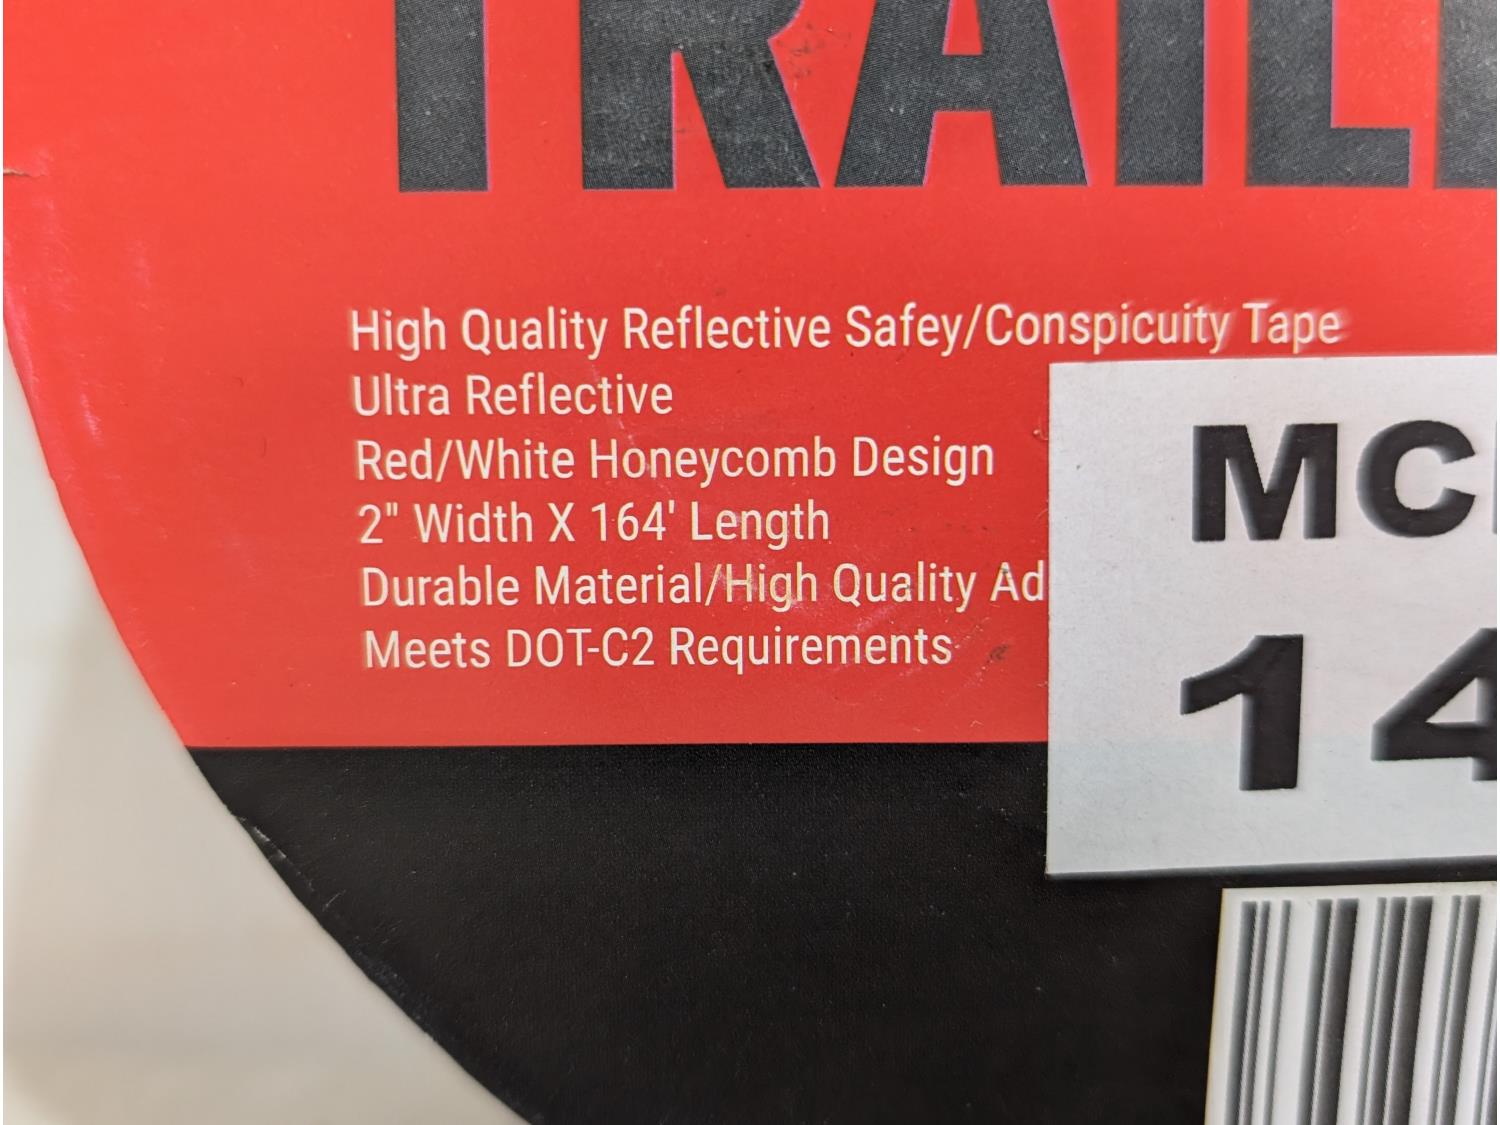 TRAIL
High Quality Reflective Safey/Conspicuity Tape
Ultra Reflective
Red/White Honeycomb Design
2" Width X 164' Length
Durable Material/High Quality Ad
Meets DOT-C2 Requirements
MC
14